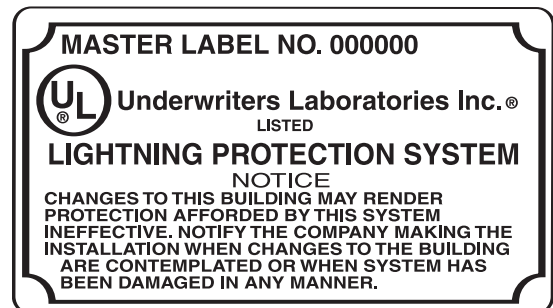 MASTER LABEL NO. 000000
UL
®
Underwriters Laboratories Inc. ®
LISTED
LIGHTNING PROTECTION SYSTEM
NOTICE
CHANGES TO THIS BUILDING MAY RENDER
PROTECTION AFFORDED BY THIS SYSTEM
INEFFECTIVE. NOTIFY THE COMPANY MAKING THE
INSTALLATION WHEN CHANGES TO THE BUILDING
ARE CONTEMPLATED OR WHEN SYSTEM HAS
BEEN DAMAGED IN ANY MANNER.